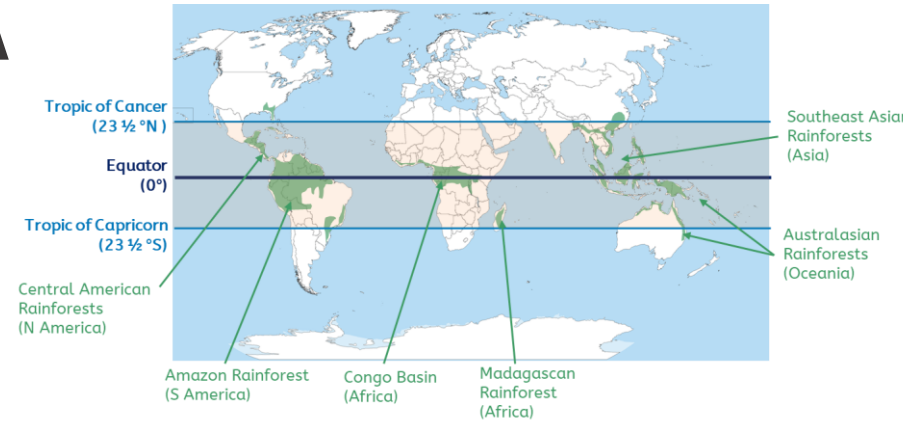 Tropic of Cancer
(23 ½ °N )
Equator
(0°)
Tropic of Capricorn
(23 ½ °S)
Central American
Rainforests
(N America)
Amazon Rainforest
(S America)
Congo Basin
(Africa)
Madagascan
Rainforest
(Africa)
Southeast Asian
Rainforests
(Asia)
Australasian
Rainforests
(Oceania)